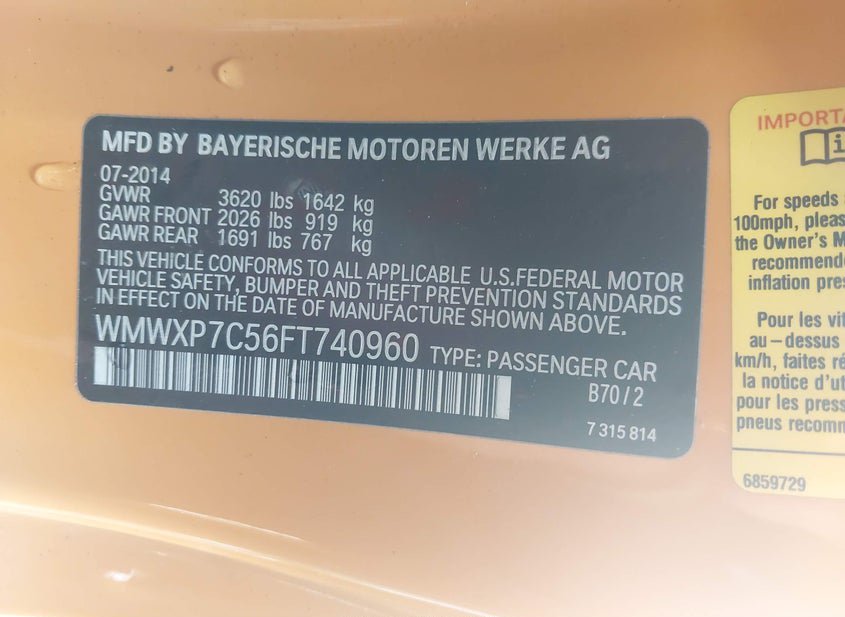 MFD BY BAYERISCHE MOTOREN WERKE AG
07-2014
GVWR 3620 lbs 1642 kg
GAWR FRONT 2026 lbs 919 kg
GAWR REAR 1691 lbs 767 kg
THIS VEHICLE CONFORMS TO ALL APPLICABLE U.S.FEDERAL MOTOR
VEHICLE SAFETY, BUMPER AND THEFT PREVENTION STANDARDS
IN EFFECT ON THE DATE OF MANUFACTURE SHOWN ABOVE.
WMWXP7C56FT740960 TYPE: PASSENGER CAR
B70/2
7 315 814
IMPORTA
For speeds
100mph, pleas
the Owner's M
recommende
inflation pres
Pour les vit
au-dessus
km/h, faites ré
la notice d'ut
pour les press
pneus recomm
6859729